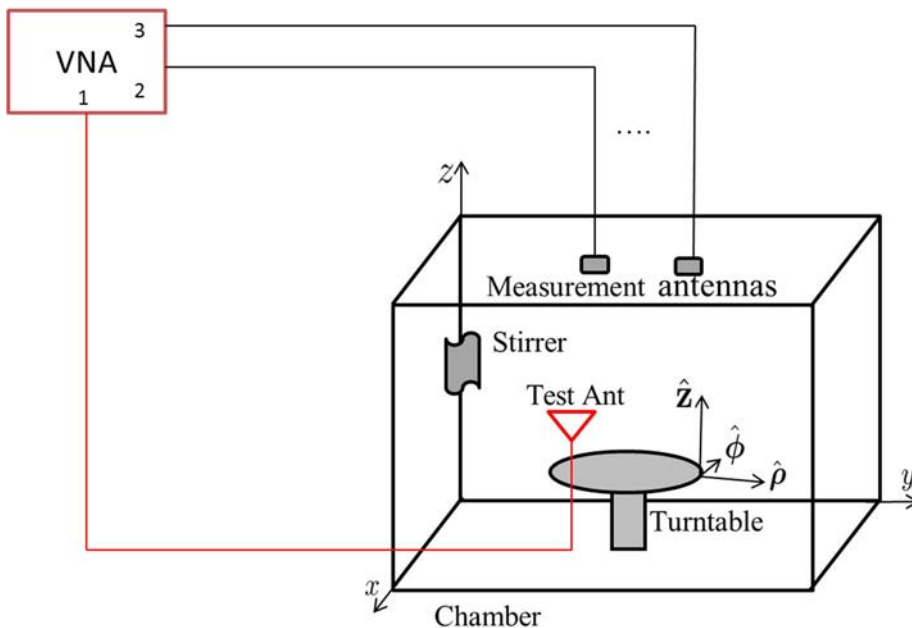 3
VNA
2
1
....
z
Measurement antennas
Stirrer
Test Ant
ẑ
ϕ̂
ρ̂
y
Turntable
x
Chamber